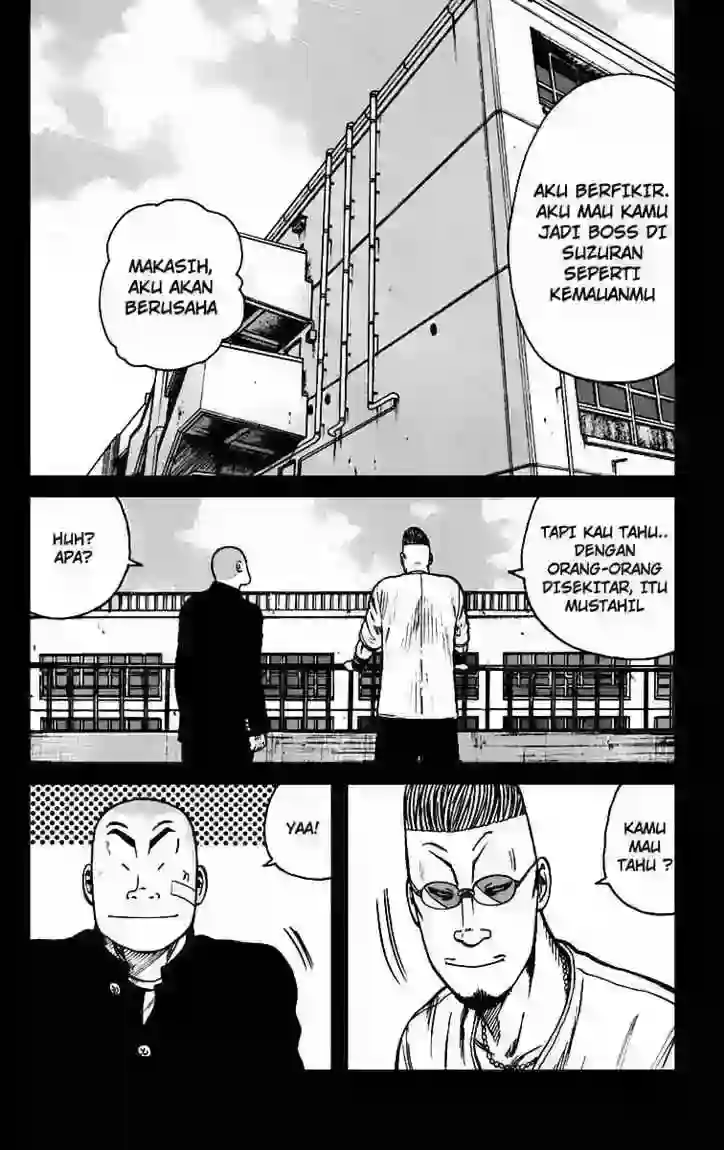 AKU BERFIKIR.
AKU MAU KAMU
JADI BOSS DI
SUZURAN
SEPERTI
KEMAUANMU
MAKASIH,
AKU AKAN
BERUSAHA
TAPI KAU TAHU..
DENGAN
ORANG-ORANG
DISEKITAR, ITU
MUSTAHIL
HUH?
APA?
KAMU
MAU
TAHU ?
YAA!